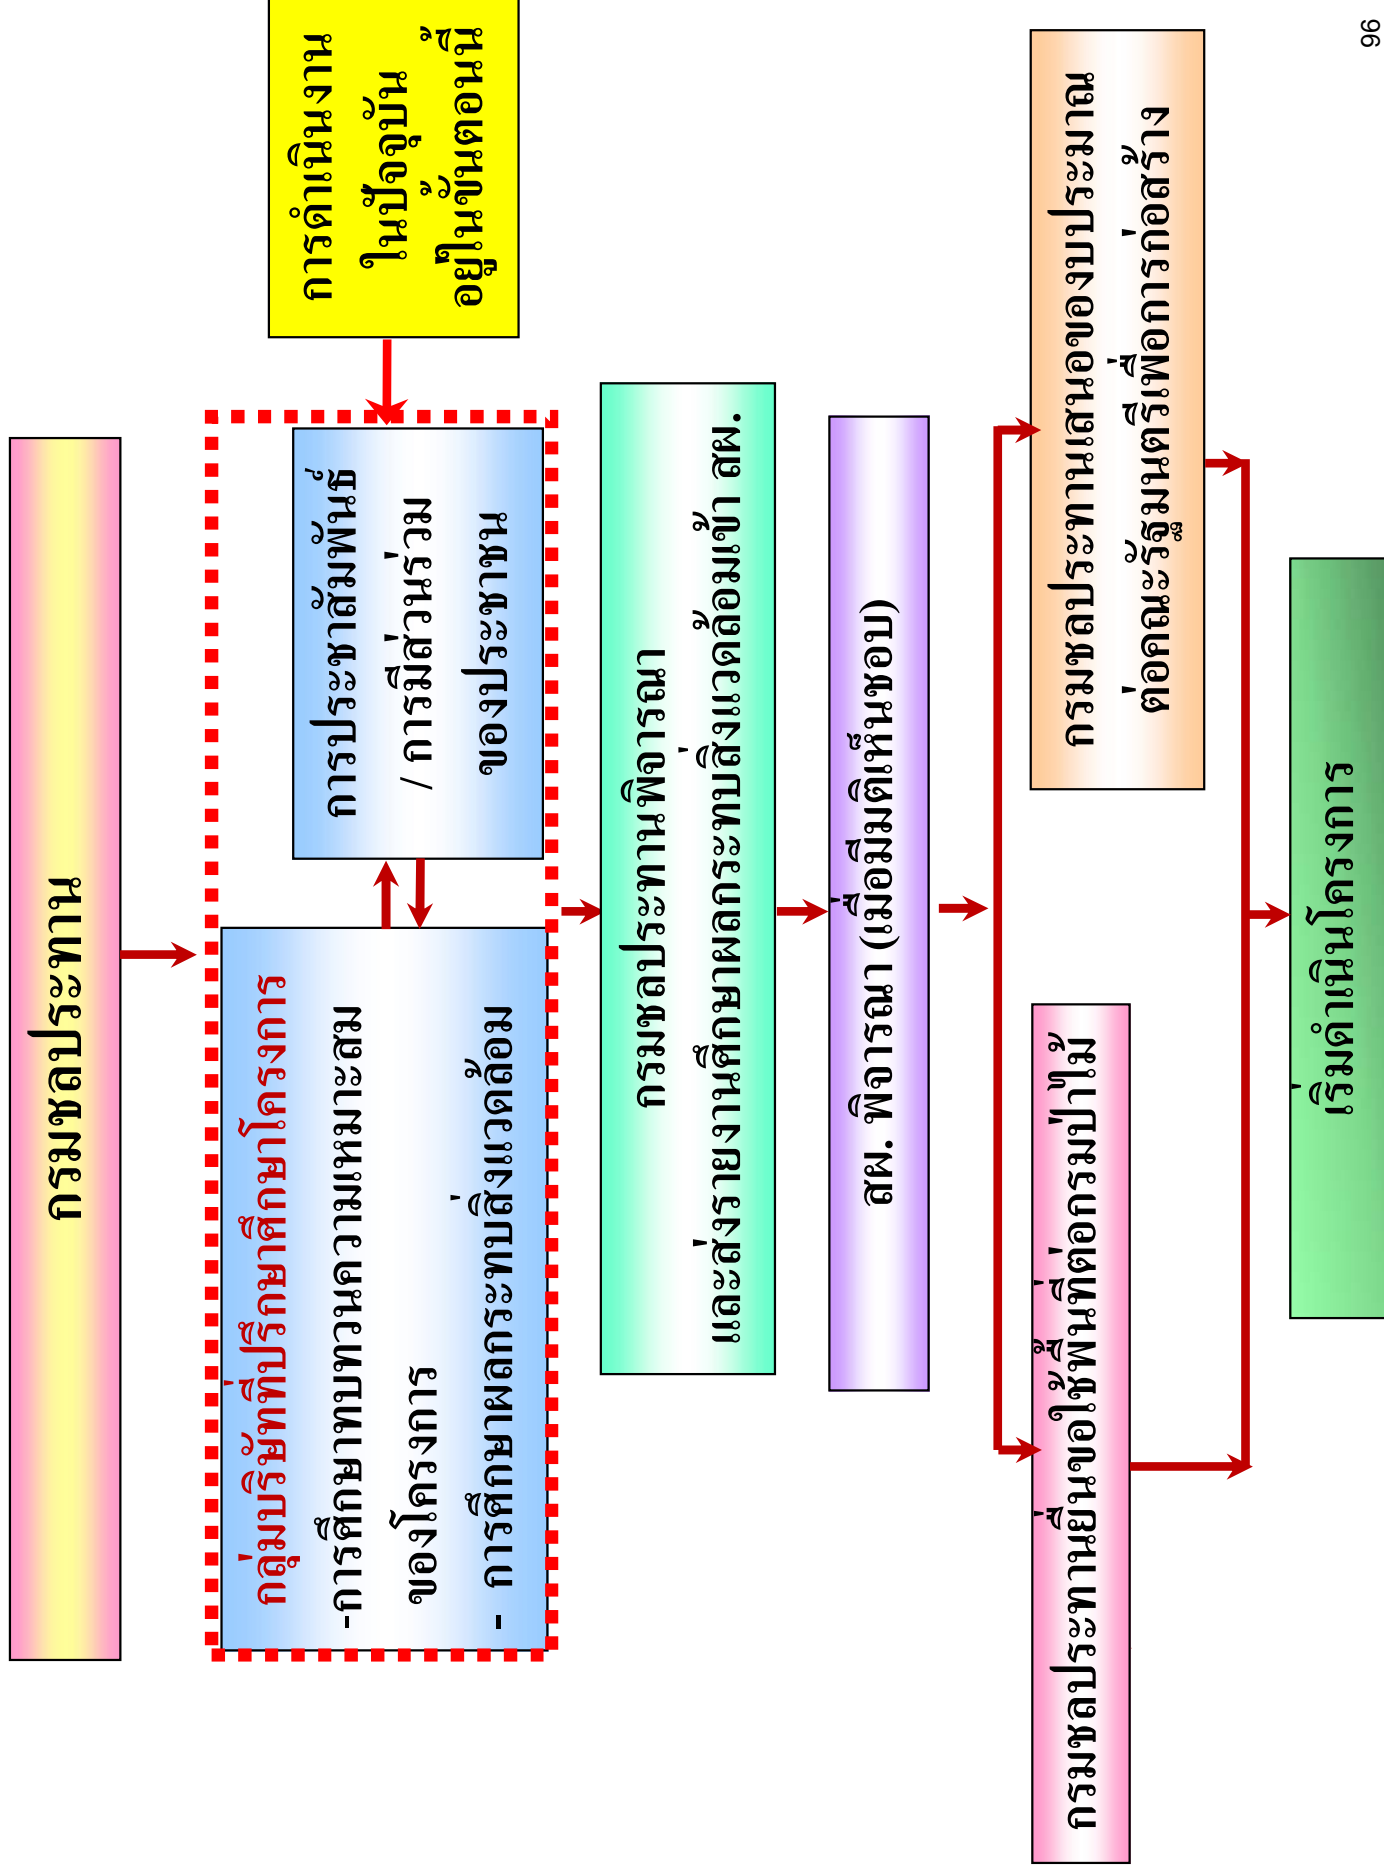 กรมชลประทาน
กลุ่มบริษัทที่ปรึกษาศึกษาโครงการ
-การศึกษาทบทวนความเหมาะสม
ของโครงการ
- การศึกษาผลกระทบสิ่งแวดล้อม
การประชาสัมพันธ์
/ การมีส่วนร่วม
ของประชาชน
การดำเนินงาน
ในปัจจุบัน
อยู่ในขั้นตอนนี้
กรมชลประทานพิจารณา
และส่งรายงานศึกษาผลกระทบสิ่งแวดล้อมเข้า สผ.
สผ. พิจารณา (เมื่อมีมติเห็นชอบ)
กรมชลประทานยื่นขอใช้พื้นที่ต่อกรมป่าไม้
กรมชลประทานเสนอของบประมาณ
ต่อคณะรัฐมนตรีเพื่อการก่อสร้าง
เริ่มดำเนินโครงการ
96